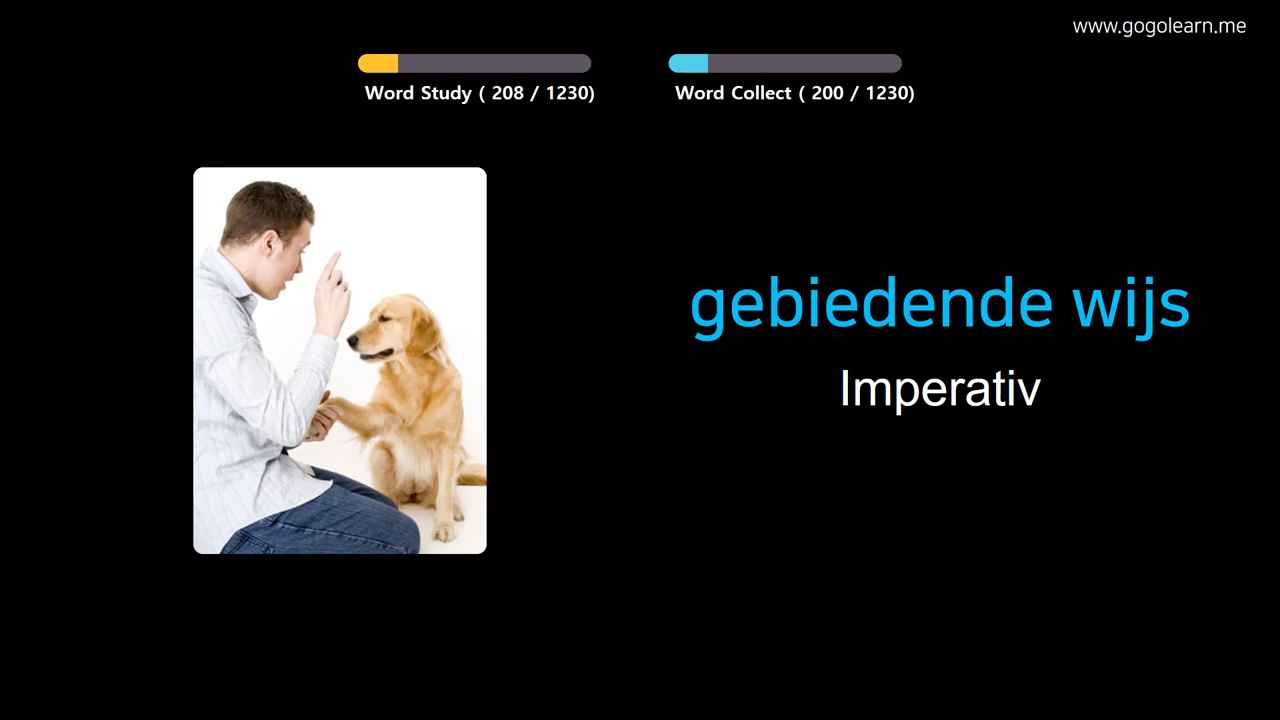 www.gogolearn.me
Word Study ( 208 / 1230)
Word Collect ( 200 / 1230)
gebiedende wijs
Imperativ